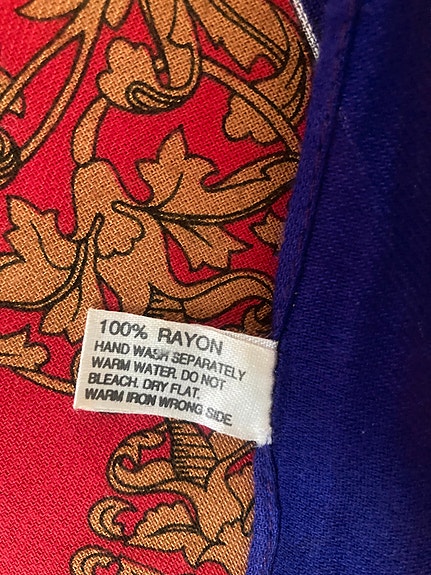 100% RAYON
HAND WASH SEPARATELY
WARM WATER. DO NOT
BLEACH. DRY FLAT.
WARM IRON WRONG SIDE.